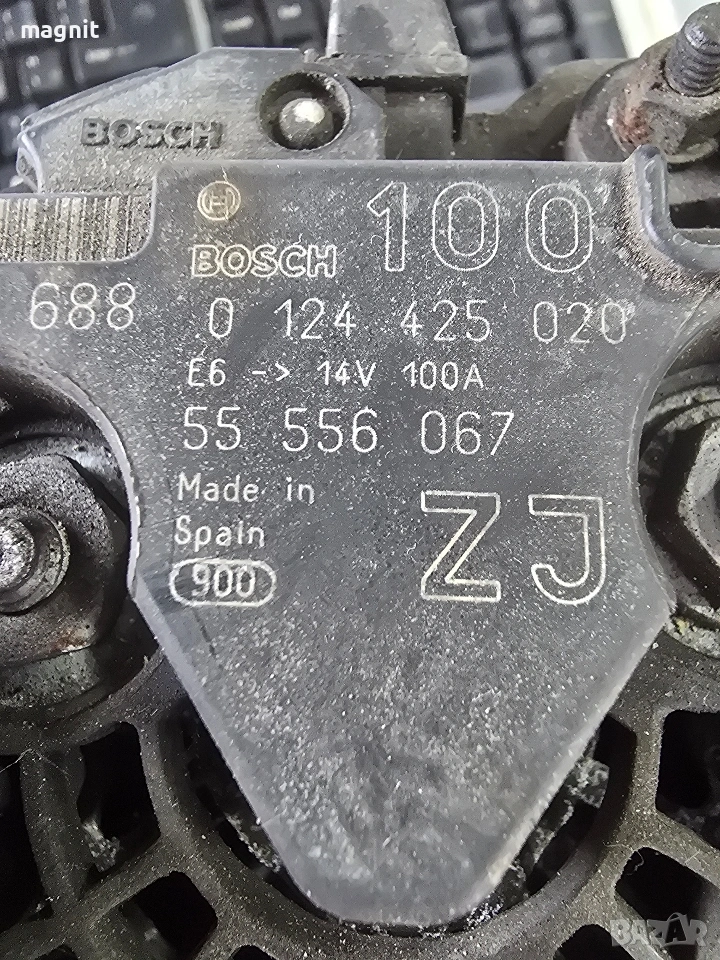 magnit
BOSCH
BOSCH 100
688 0 124 425 020
E6 -> 14V 100A
55 556 067
Made in
Spain
900
ZJ
BAZAR